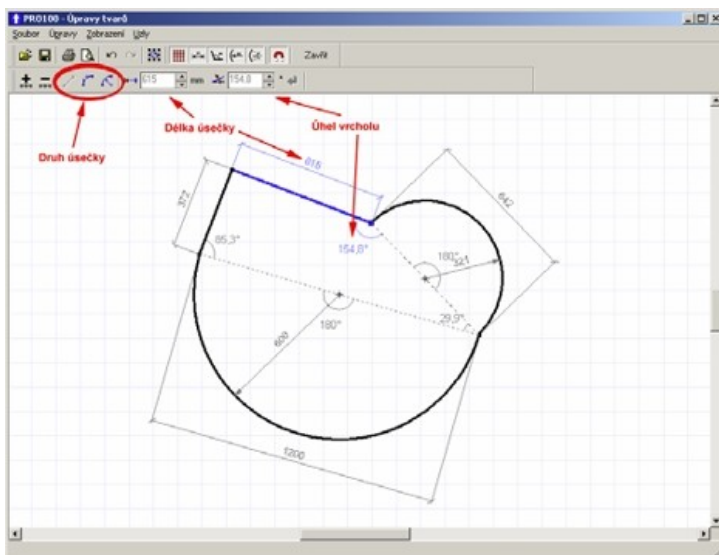 PRO100 - Úpravy tvarů
Soubor Úpravy Zobrazení Uzly
Zavřít
615 mm 154.8 °
Druh úsečky
Délka úsečky
Úhel vrcholu
615
372
642
85,3°
154,8°
180°
321
29,9°
180°
600
1200